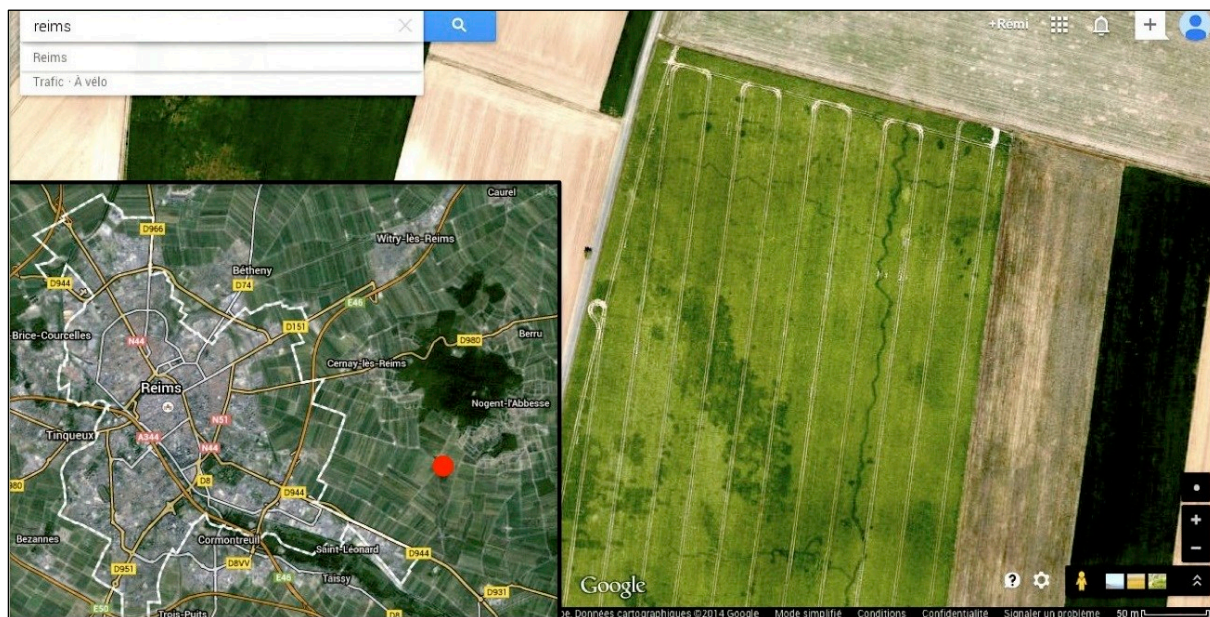 reims
+Rémi
Reims
Trafic · À vélo
Caurel
D966
Witry-lès-Reims
Bétheny
D944
D74
E46
D151
-Brice-Courcelles
N44
D980
Berru
Cernay-lès-Reims
Reims
Nogent-l'Abbesse
N51
Tinqueux
A344
N44
D8
980
D944
Cormontreuil
Saint-Léonard
Bezannes
D8VV
D944
D951
E46
Taissy
D931
E50
Trois-Puits
D8
Google
pe, Données cartographiques ©2014 Google Mode simplifié Conditions Confidentialité Signaler un problème 50 m